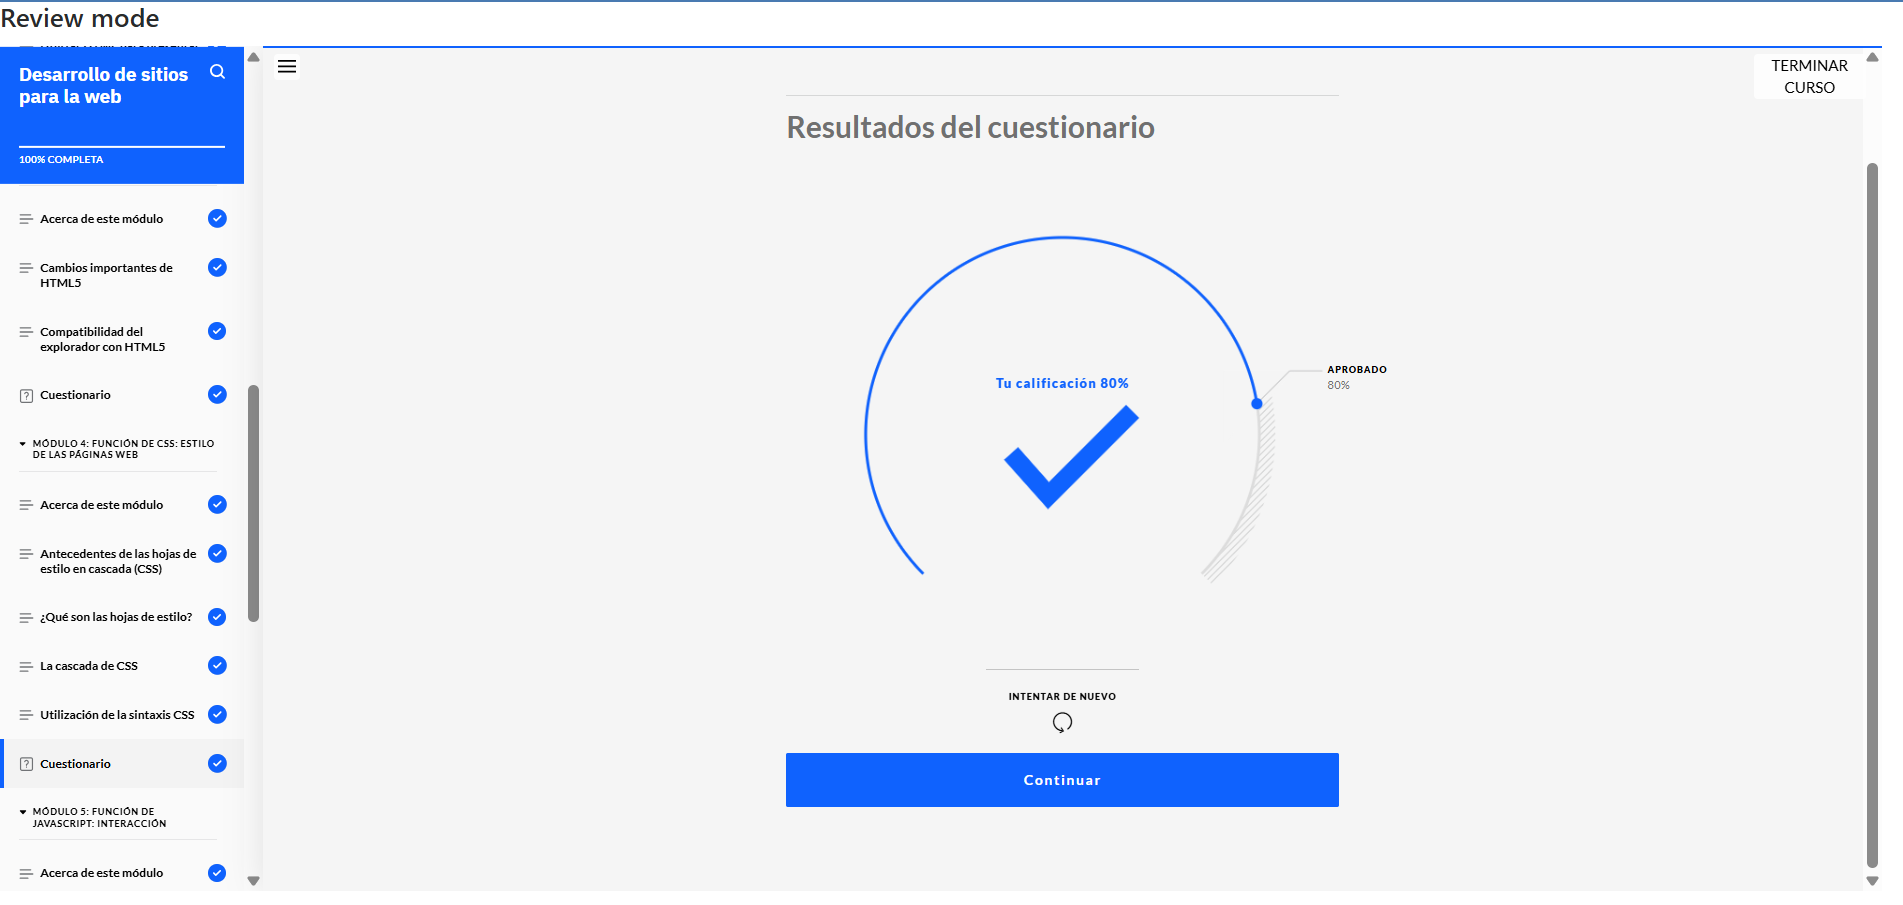 Review mode
Desarrollo de sitios
para la web
100% COMPLETA
Acerca de este módulo
Cambios importantes de
HTML5
Compatibilidad del
explorador con HTML5
Cuestionario
MÓDULO 4: FUNCIÓN DE CSS: ESTILO
DE LAS PÁGINAS WEB
Acerca de este módulo
Antecedentes de las hojas de
estilo en cascada (CSS)
¿Qué son las hojas de estilo?
La cascada de CSS
Utilización de la sintaxis CSS
Cuestionario
MÓDULO 5: FUNCIÓN DE
JAVASCRIPT: INTERACCIÓN
Acerca de este módulo
TERMINAR
CURSO
Resultados del cuestionario
Tu calificación 80%
APROBADO
80%
INTENTAR DE NUEVO
Continuar